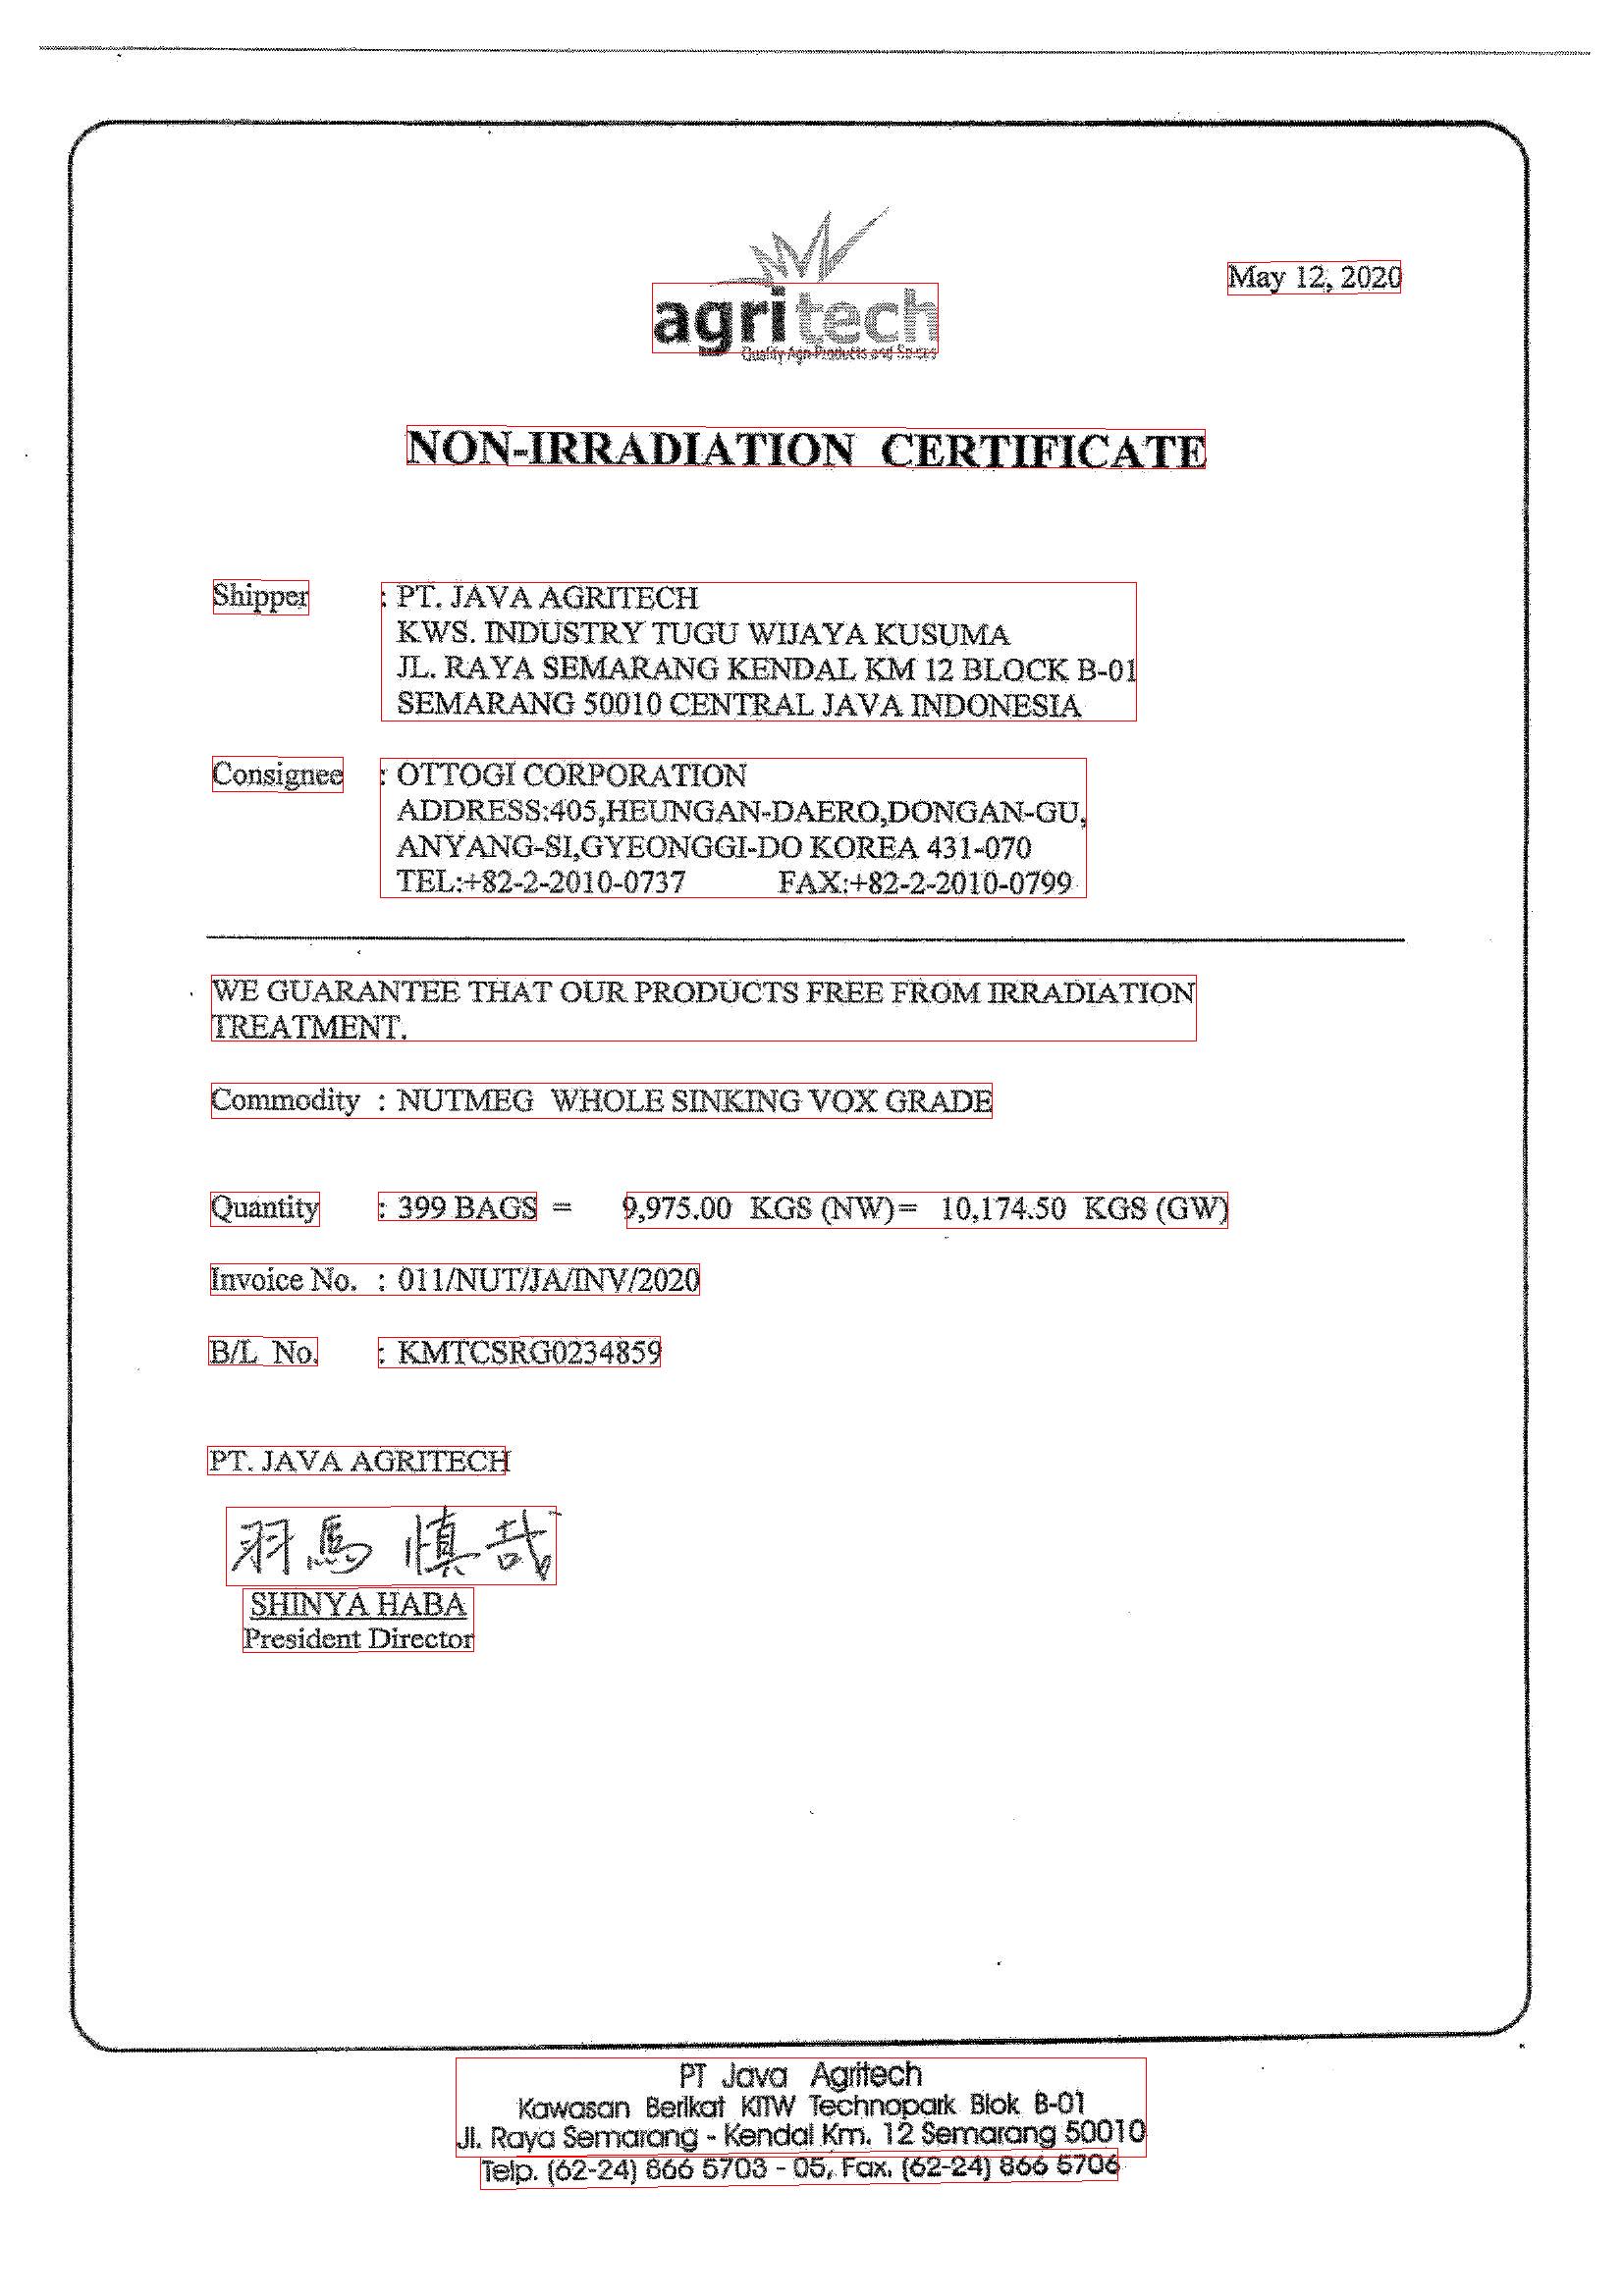 May 12, 2020
agritech
Quality Agri-Products and Spices
NON-IRRADIATION CERTIFICATE
Shipper : PT. JAVA AGRITECH
KWS. INDUSTRY TUGU WIJAYA KUSUMA
JL. RAYA SEMARANG KENDAL KM 12 BLOCK B-01
SEMARANG 50010 CENTRAL JAVA INDONESIA
Consignee : OTTOGI CORPORATION
ADDRESS:405,HEUNGAN-DAERO,DONGAN-GU,
ANYANG-SI,GYEONGGI-DO KOREA 431-070
TEL:+82-2-2010-0737 FAX:+82-2-2010-0799
WE GUARANTEE THAT OUR PRODUCTS FREE FROM IRRADIATION
TREATMENT.
Commodity : NUTMEG WHOLE SINKING VOX GRADE
Quantity : 399 BAGS = 9,975.00 KGS (NW)= 10,174.50 KGS (GW)
Invoice No. : 011/NUT/JA/INV/2020
B/L No. : KMTCSRG0234859
PT. JAVA AGRITECH
羽馬 慎哉
SHINYA HABA
President Director
PT Java Agritech
Kawasan Berikat KITW Technopark Blok B-01
Jl. Raya Semarang - Kendal Km. 12 Semarang 50010
Telp. (62-24) 866 5703 - 05, Fax. (62-24) 866 5706